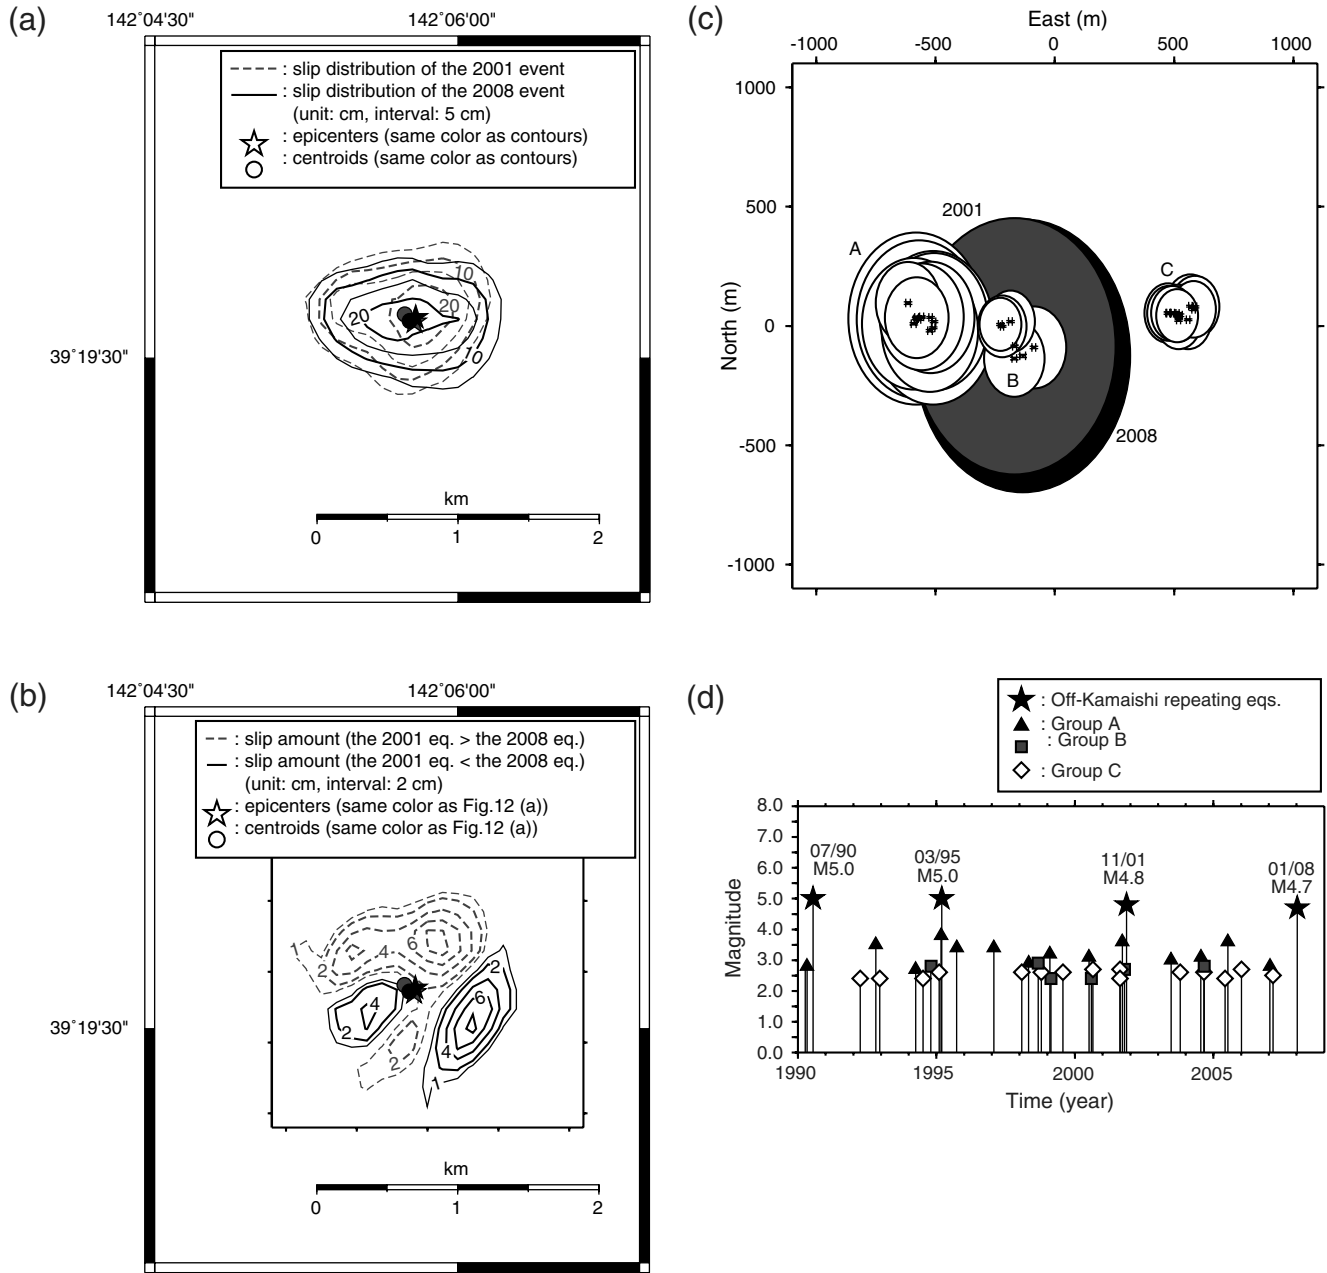 (a)
142°04'30"
142°06'00"
: slip distribution of the 2001 event
: slip distribution of the 2008 event
(unit: cm, interval: 5 cm)
: epicenters (same color as contours)
: centroids (same color as contours)
10
20
20
10
39°19'30"
km
0
1
2
(c)
East (m)
-1000
-500
0
500
1000
North (m)
1000
500
0
-500
-1000
2001
A
C
B
2008
(b)
142°04'30"
142°06'00"
: slip amount (the 2001 eq. > the 2008 eq.)
: slip amount (the 2001 eq. < the 2008 eq.)
(unit: cm, interval: 2 cm)
: epicenters (same color as Fig.12 (a))
: centroids (same color as Fig.12 (a))
1
2
4
6
2
4
6
2
4
2
1
39°19'30"
km
0
1
2
(d)
: Off-Kamaishi repeating eqs.
: Group A
: Group B
: Group C
Magnitude
8.0
7.0
6.0
5.0
4.0
3.0
2.0
1.0
0.0
07/90
M5.0
03/95
M5.0
11/01
M4.8
01/08
M4.7
1990
1995
2000
2005
Time (year)